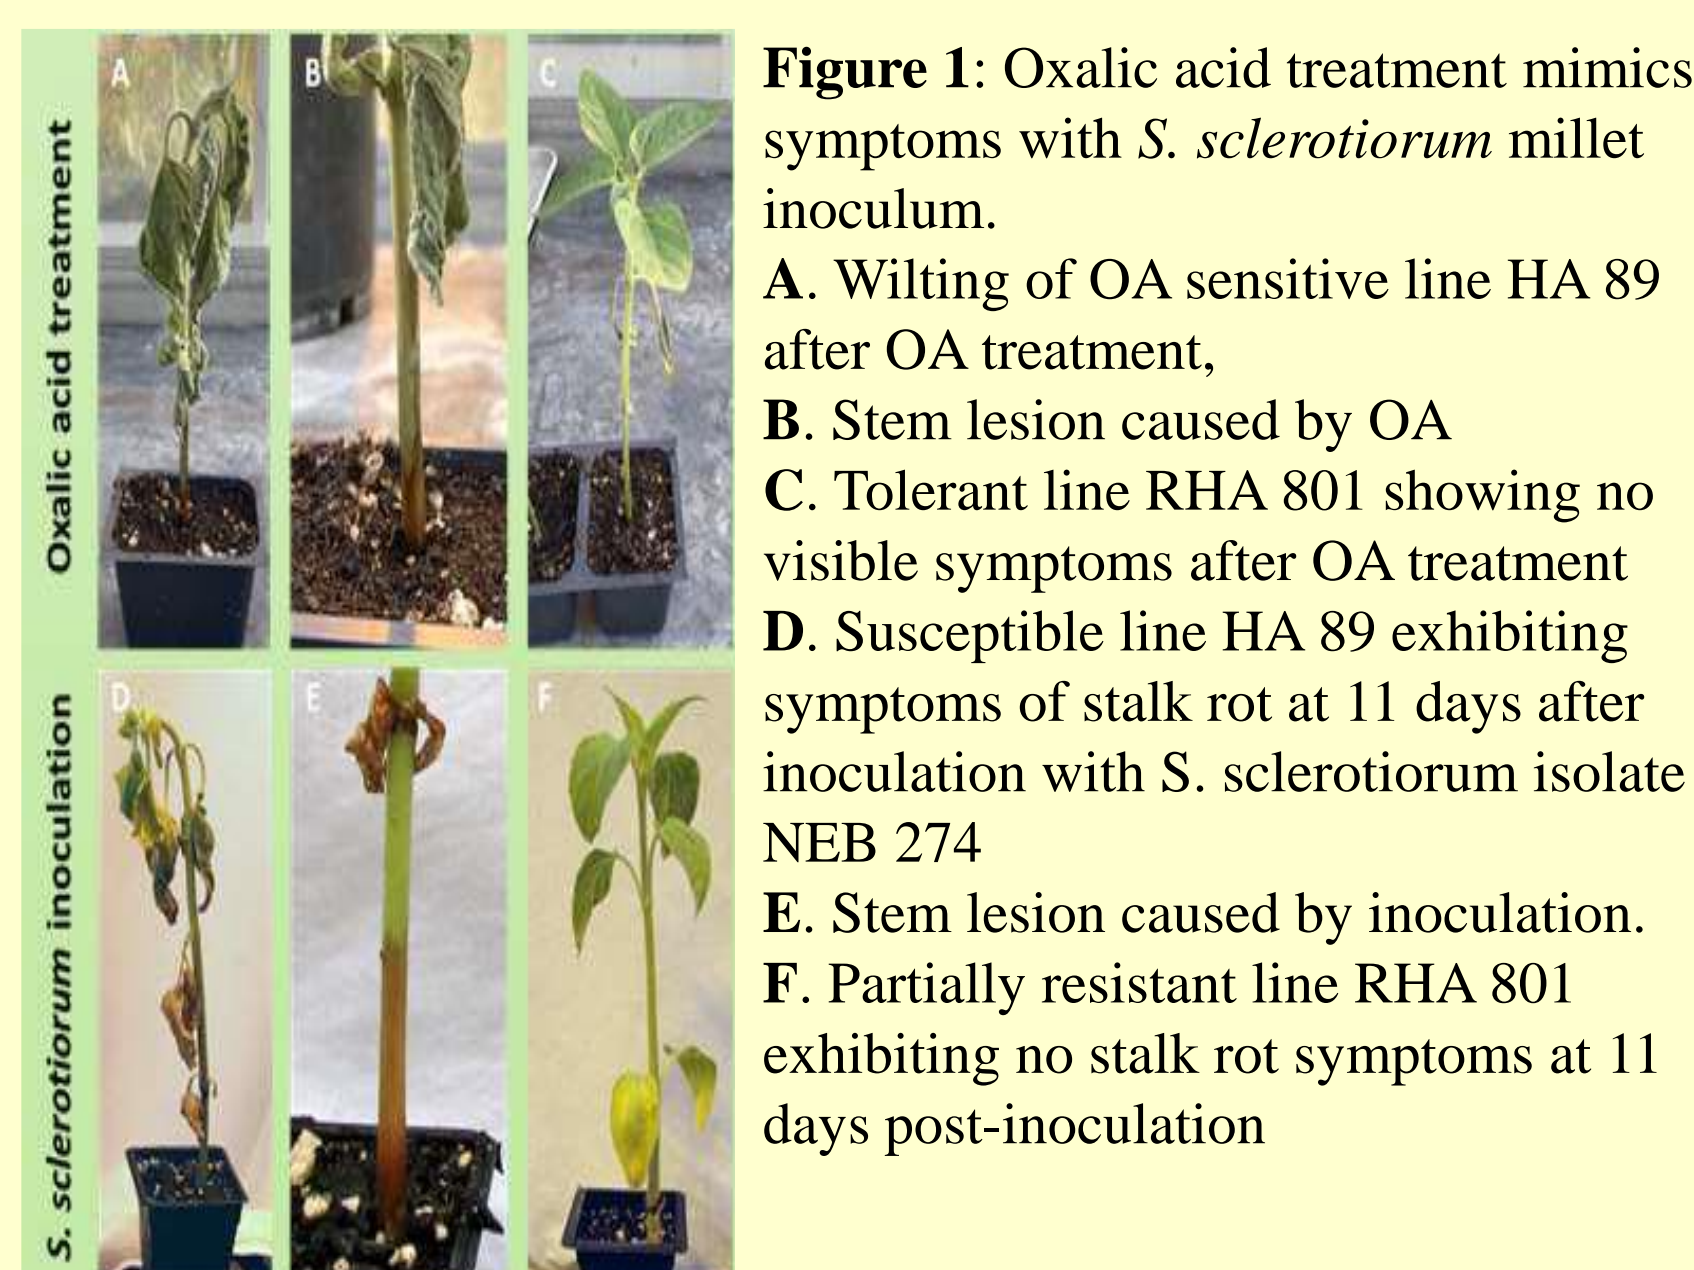 Oxalic acid treatment
A
B
C
S. sclerotiorum inoculation
D
E
F
Figure 1: Oxalic acid treatment mimics
symptoms with S. sclerotiorum millet
inoculum.
A. Wilting of OA sensitive line HA 89
after OA treatment,
B. Stem lesion caused by OA
C. Tolerant line RHA 801 showing no
visible symptoms after OA treatment
D. Susceptible line HA 89 exhibiting
symptoms of stalk rot at 11 days after
inoculation with S. sclerotiorum isolate
NEB 274
E. Stem lesion caused by inoculation.
F. Partially resistant line RHA 801
exhibiting no stalk rot symptoms at 11
days post-inoculation